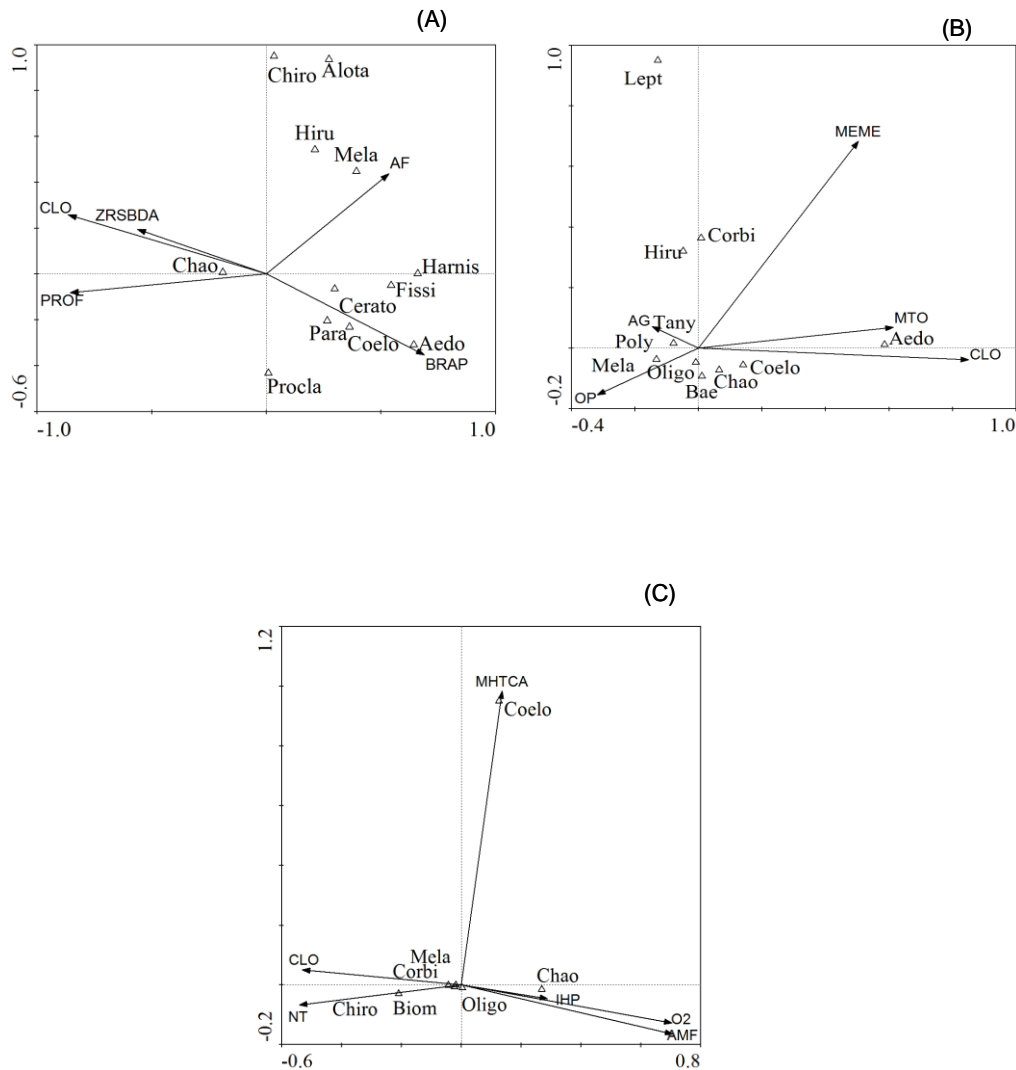 (A)
1.0
Chiro
Alota
Hiru
Mela
AF
CLO
ZRSBDA
Chao
Harnis
PROF
Fissi
Cerato
Para
Coelo
Aedo
BRAP
Procla
-0.6
-1.0
1.0
(B)
1.0
Lept
MEME
Corbi
Hiru
AG
Tany
MTO
Poly
Aedo
CLO
Mela
Oligo
Chao
Coelo
Bae
OP
-0.2
-0.4
1.0
(C)
1.2
MHTCA
Coelo
Mela
CLO
Corbi
Chao
IHP
Chiro
Biom
Oligo
NT
O2
AMF
-0.2
-0.6
0.8